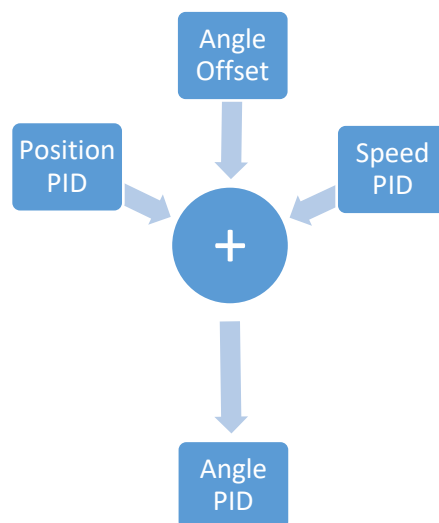 Angle
Offset
Position
PID
Speed
PID
+
Angle
PID